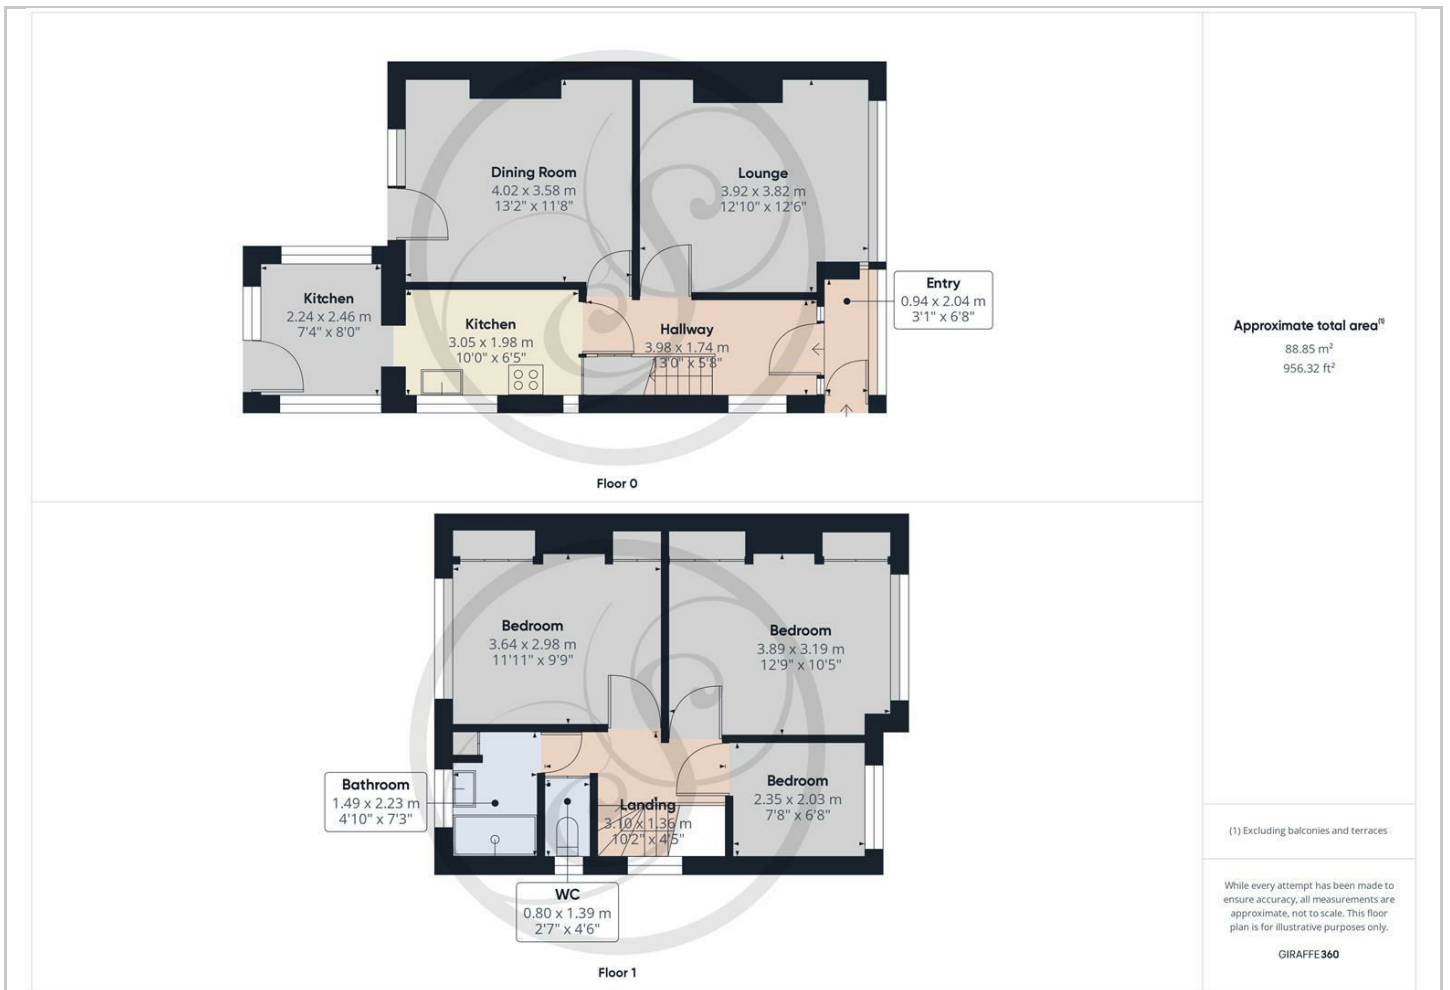 Dining Room
4.02 x 3.58 m
13'2" x 11'8"
Lounge
3.92 x 3.82 m
12'10" x 12'6"
Kitchen
2.24 x 2.46 m
7'4" x 8'0"
Kitchen
3.05 x 1.98 m
10'0" x 6'5"
Hallway
3.98 x 1.74 m
13'0" x 5'8"
Entry
0.94 x 2.04 m
3'1" x 6'8"
Floor 0
Bedroom
3.64 x 2.98 m
11'11" x 9'9"
Bedroom
3.89 x 3.19 m
12'9" x 10'5"
Bathroom
1.49 x 2.23 m
4'10" x 7'3"
Landing
3.10 x 1.36 m
10'2" x 4'5"
Bedroom
2.35 x 2.03 m
7'8" x 6'8"
WC
0.80 x 1.39 m
2'7" x 4'6"
Floor 1
Approximate total area(1)
88.85 m²
956.32 ft²
(1) Excluding balconies and terraces
While every attempt has been made to
ensure accuracy, all measurements are
approximate, not to scale. This floor
plan is for illustrative purposes only.
GIRAFFE360